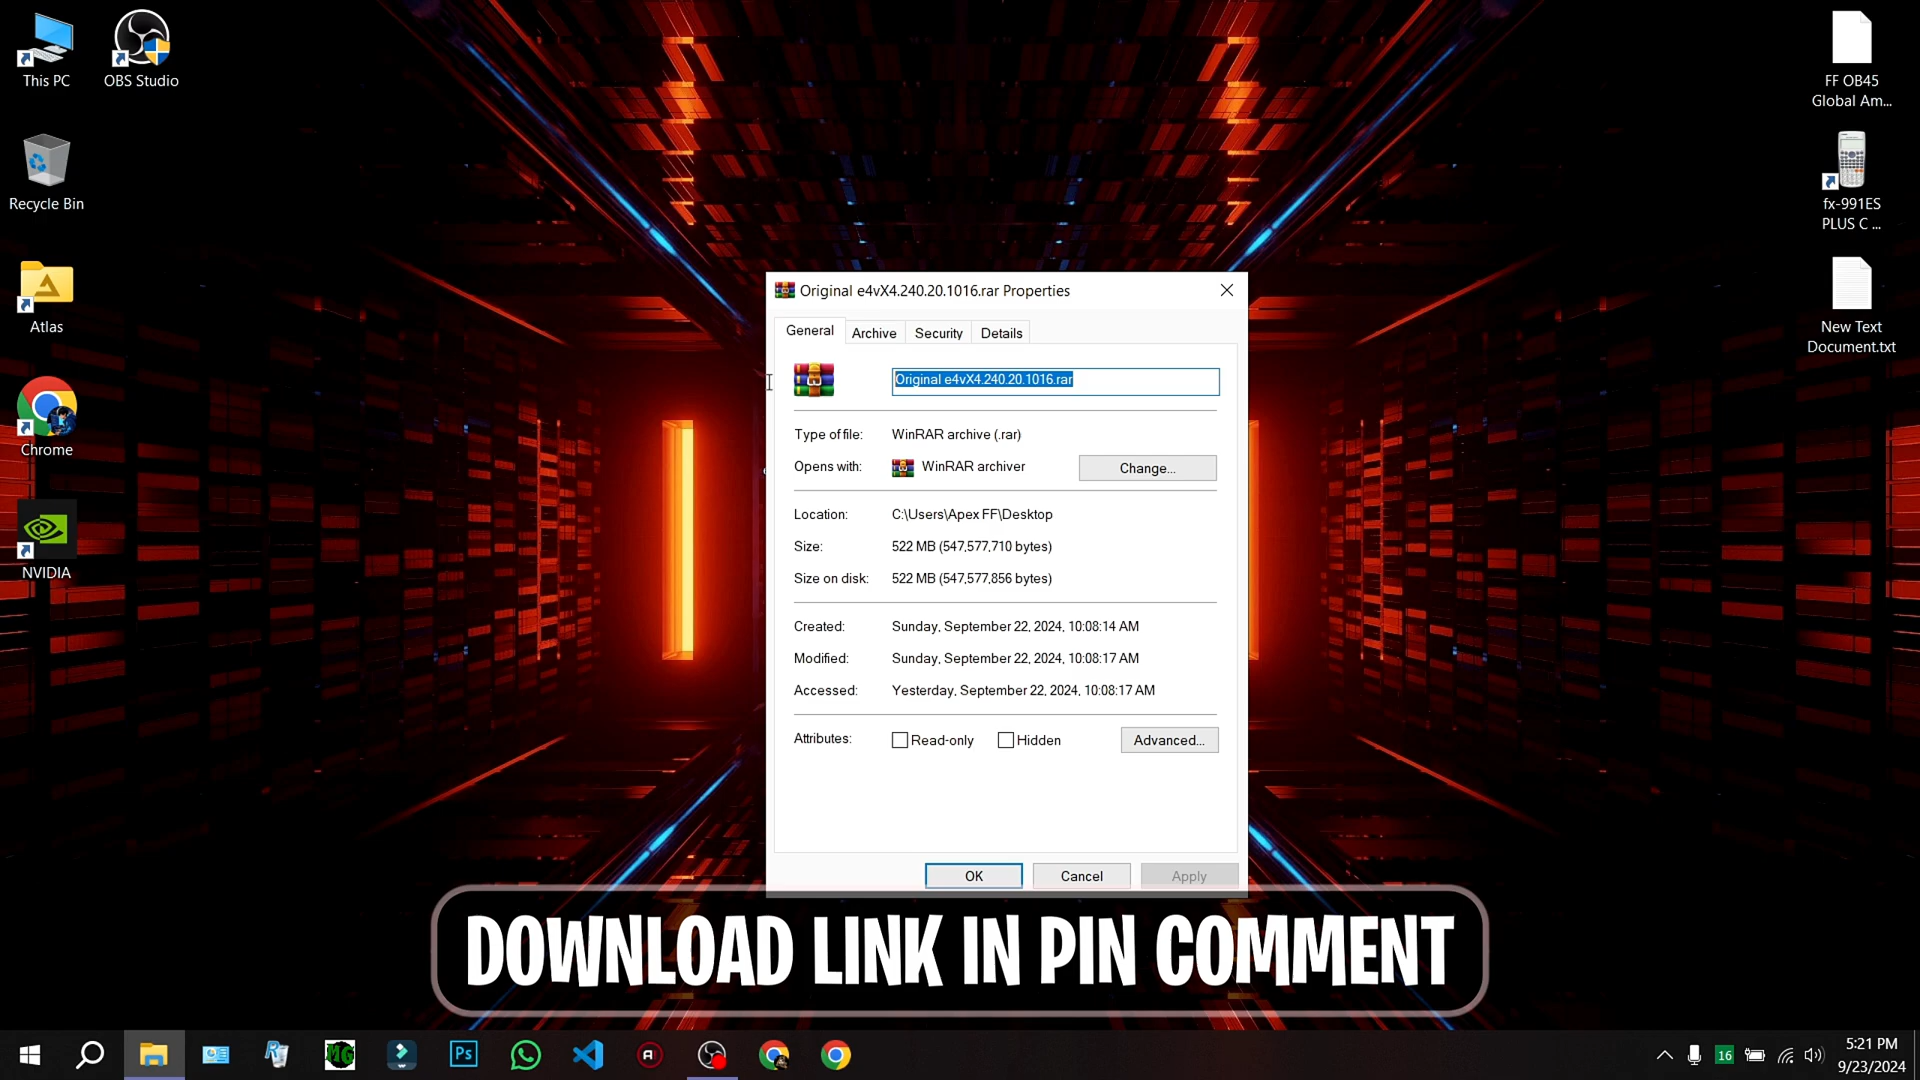 This PC
OBS Studio
Recycle Bin
Atlas
Chrome
NVIDIA
FF OB45
Global Am...
fx-991ES
PLUS C ...
New Text
Document.txt
Original e4vX4.240.20.1016.rar Properties
General
Archive
Security
Details
Original e4vX4.240.20.1016.rar
Type of file: WinRAR archive (.rar)
Opens with: WinRAR archiver
Change...
Location: C:\Users\Apex FF\Desktop
Size: 522 MB (547,577,710 bytes)
Size on disk: 522 MB (547,577,856 bytes)
Created: Sunday, September 22, 2024, 10:08:14 AM
Modified: Sunday, September 22, 2024, 10:08:17 AM
Accessed: Yesterday, September 22, 2024, 10:08:17 AM
Attributes: Read-only Hidden
Advanced...
OK
Cancel
Apply
DOWNLOAD LINK IN PIN COMMENT
MG
Ps
16
5:21 PM
9/23/2024